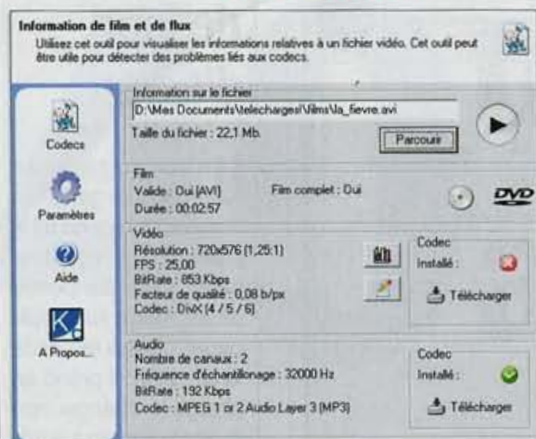 Information de film et de flux
Utilisez cet outil pour visualiser les informations relatives à un fichier vidéo. Cet outil peut
être utile pour détecter des problèmes liés aux codecs.
Codecs
Paramètres
Aide
A Propos...
Information sur le fichier
D:\Mes Documents\telecharges\films\la_fievre.avi
Taille du fichier : 22,1 Mb.
Parcourir
Film
Valide : Oui (AVI)
Film complet : Oui
Durée : 00:02:57
DVD
Vidéo
Résolution : 720x576 (1,25:1)
FPS : 25,00
BitRate : 853 Kbps
Facteur de qualité : 0,08 b/px
Codec : DivX (4 / 5 / 6)
Codec
Installé :
Télécharger
Audio
Nombre de canaux : 2
Fréquence d'échantillonage : 32000 Hz
BitRate : 192 Kbps
Codec : MPEG 1 or 2 Audio Layer 3 (MP3)
Codec
Installé :
Télécharger